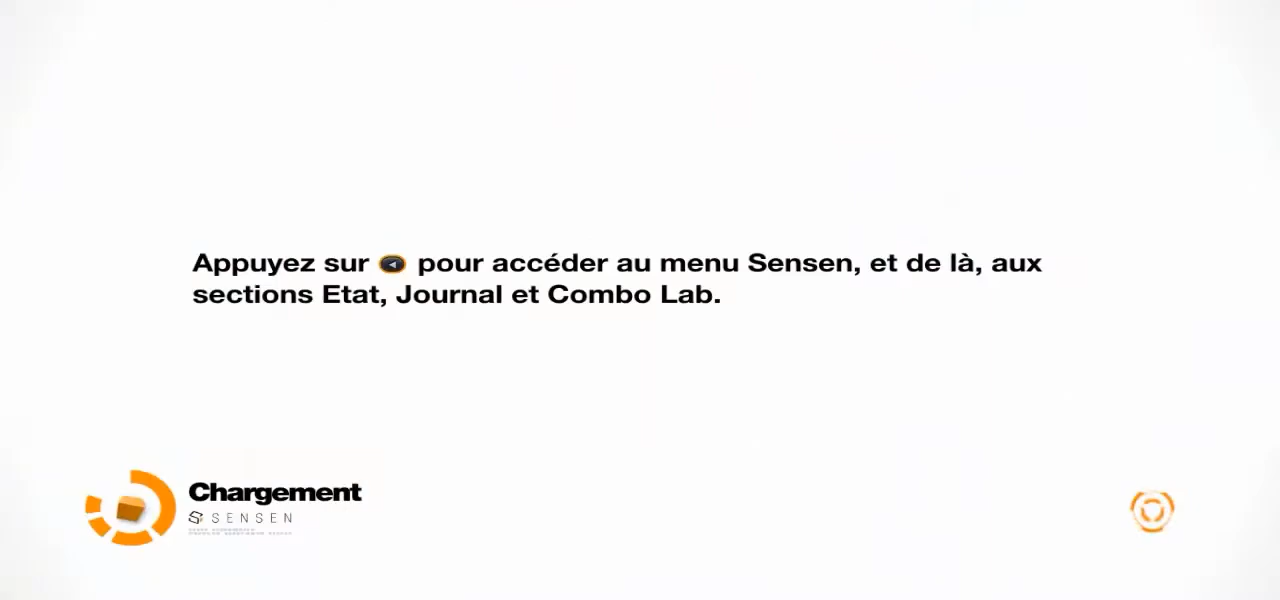 Appuyez sur pour accéder au menu Sensen, et de là, aux
sections Etat, Journal et Combo Lab.
Chargement
SENSEN